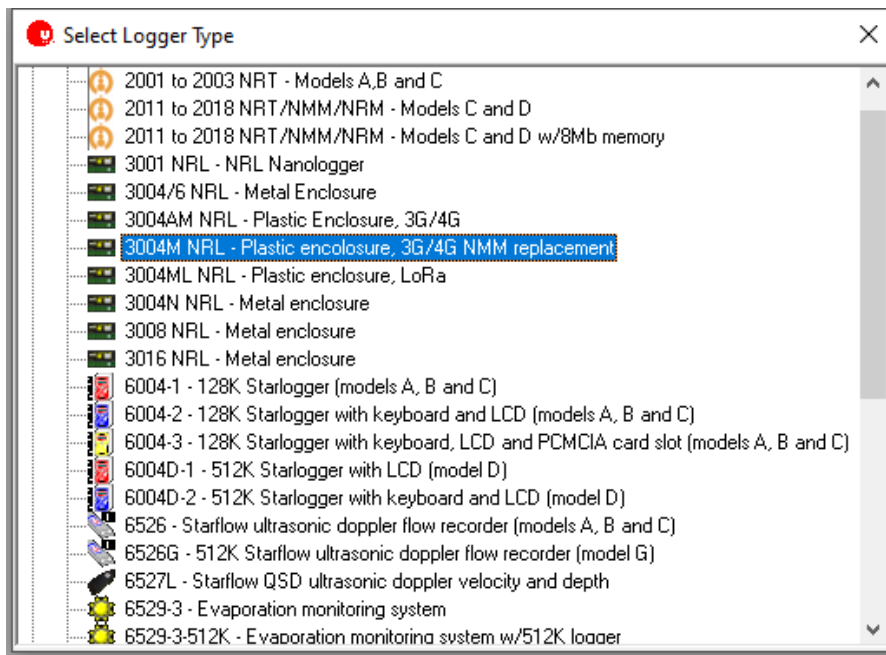 Select Logger Type
2001 to 2003 NRT - Models A,B and C
2011 to 2018 NRT/NMM/NRM - Models C and D
2011 to 2018 NRT/NMM/NRM - Models C and D w/8Mb memory
3001 NRL - NRL Nanologger
3004/6 NRL - Metal Enclosure
3004AM NRL - Plastic Enclosure, 3G/4G
3004M NRL - Plastic encolosure, 3G/4G NMM replacement
3004ML NRL - Plastic enclosure, LoRa
3004N NRL - Metal enclosure
3008 NRL - Metal enclosure
3016 NRL - Metal enclosure
6004-1 - 128K Starlogger (models A, B and C)
6004-2 - 128K Starlogger with keyboard and LCD (models A, B and C)
6004-3 - 128K Starlogger with keyboard, LCD and PCMCIA card slot (models A, B and C)
6004D-1 - 512K Starlogger with LCD (model D)
6004D-2 - 512K Starlogger with keyboard and LCD (model D)
6526 - Starflow ultrasonic doppler flow recorder (models A, B and C)
6526G - 512K Starflow ultrasonic doppler flow recorder (model G)
6527L - Starflow QSD ultrasonic doppler velocity and depth
6529-3 - Evaporation monitoring system
6529-3-512K - Evaporation monitoring system w/512K logger